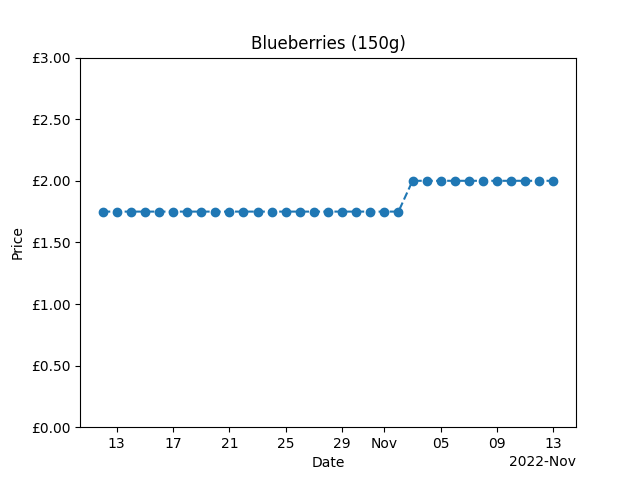 Blueberries (150g)
£3.00
£2.50
£2.00
£1.50
£1.00
£0.50
£0.00
Price
13 17 21 25 29 Nov 05 09 13
Date
2022-Nov